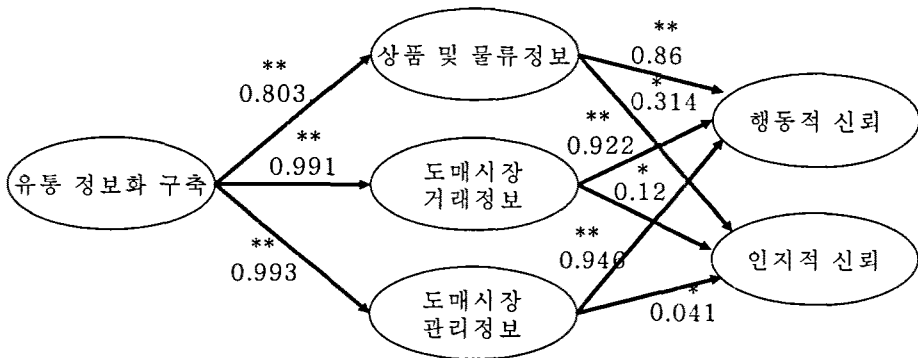 **
0.803
상품 및 물류정보
**
0.86
*
0.314
행동적 신뢰
**
0.991
유통 정보화 구축
도매시장
거래정보
**
0.922
*
0.12
**
0.993
도매시장
관리정보
**
0.946
*
0.041
인지적 신뢰